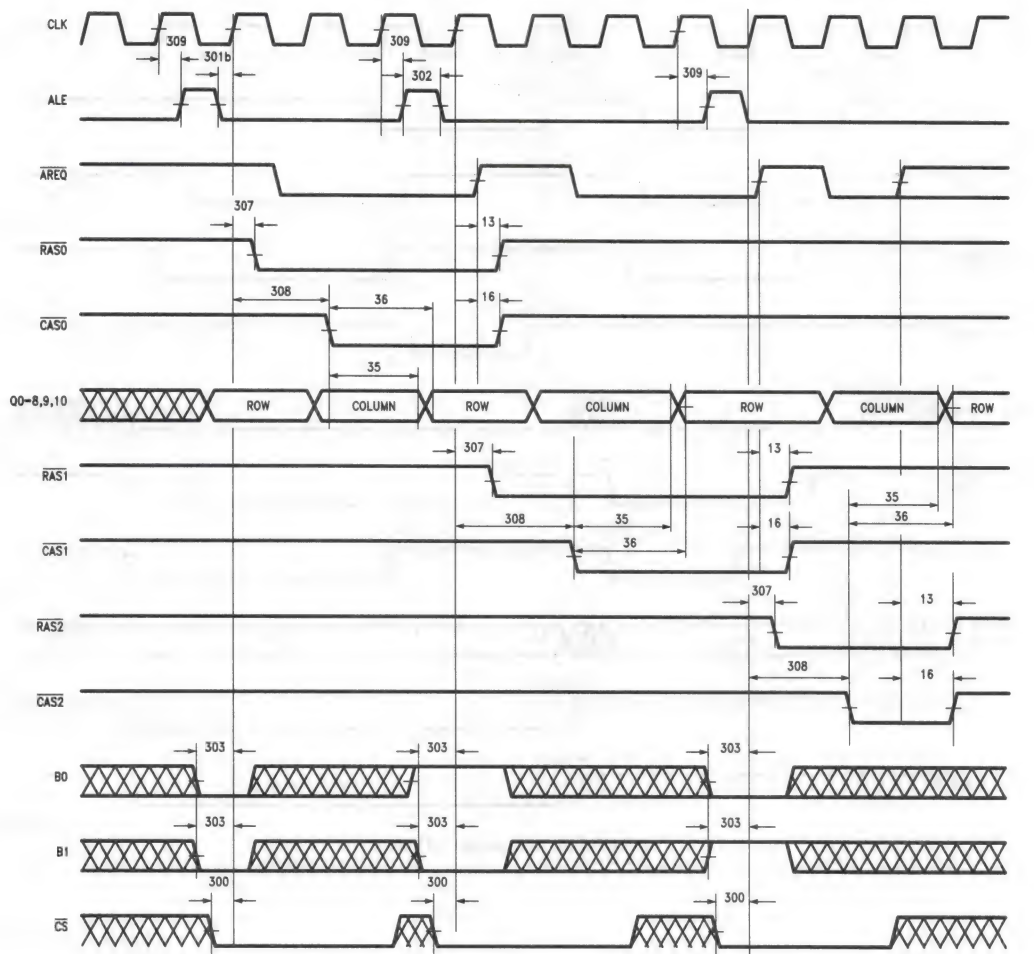 CLK
309
301b
309
302
309
ALE
AREQ
307
13
RAS0
308
36
16
CAS0
35
Q0-8,9,10
ROW
COLUMN
ROW
COLUMN
ROW
COLUMN
ROW
307
13
RAS1
35
308
35
36
16
36
CAS1
307
13
RAS2
308
16
CAS2
303
303
303
B0
303
303
303
B1
300
300
300
CS